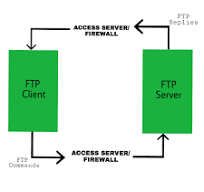 FTP
Replies
ACCESS SERVER/
FIREWALL
FTP
Client
FTP
Server
ACCESS SERVER/
FIREWALL
FTP
Commands